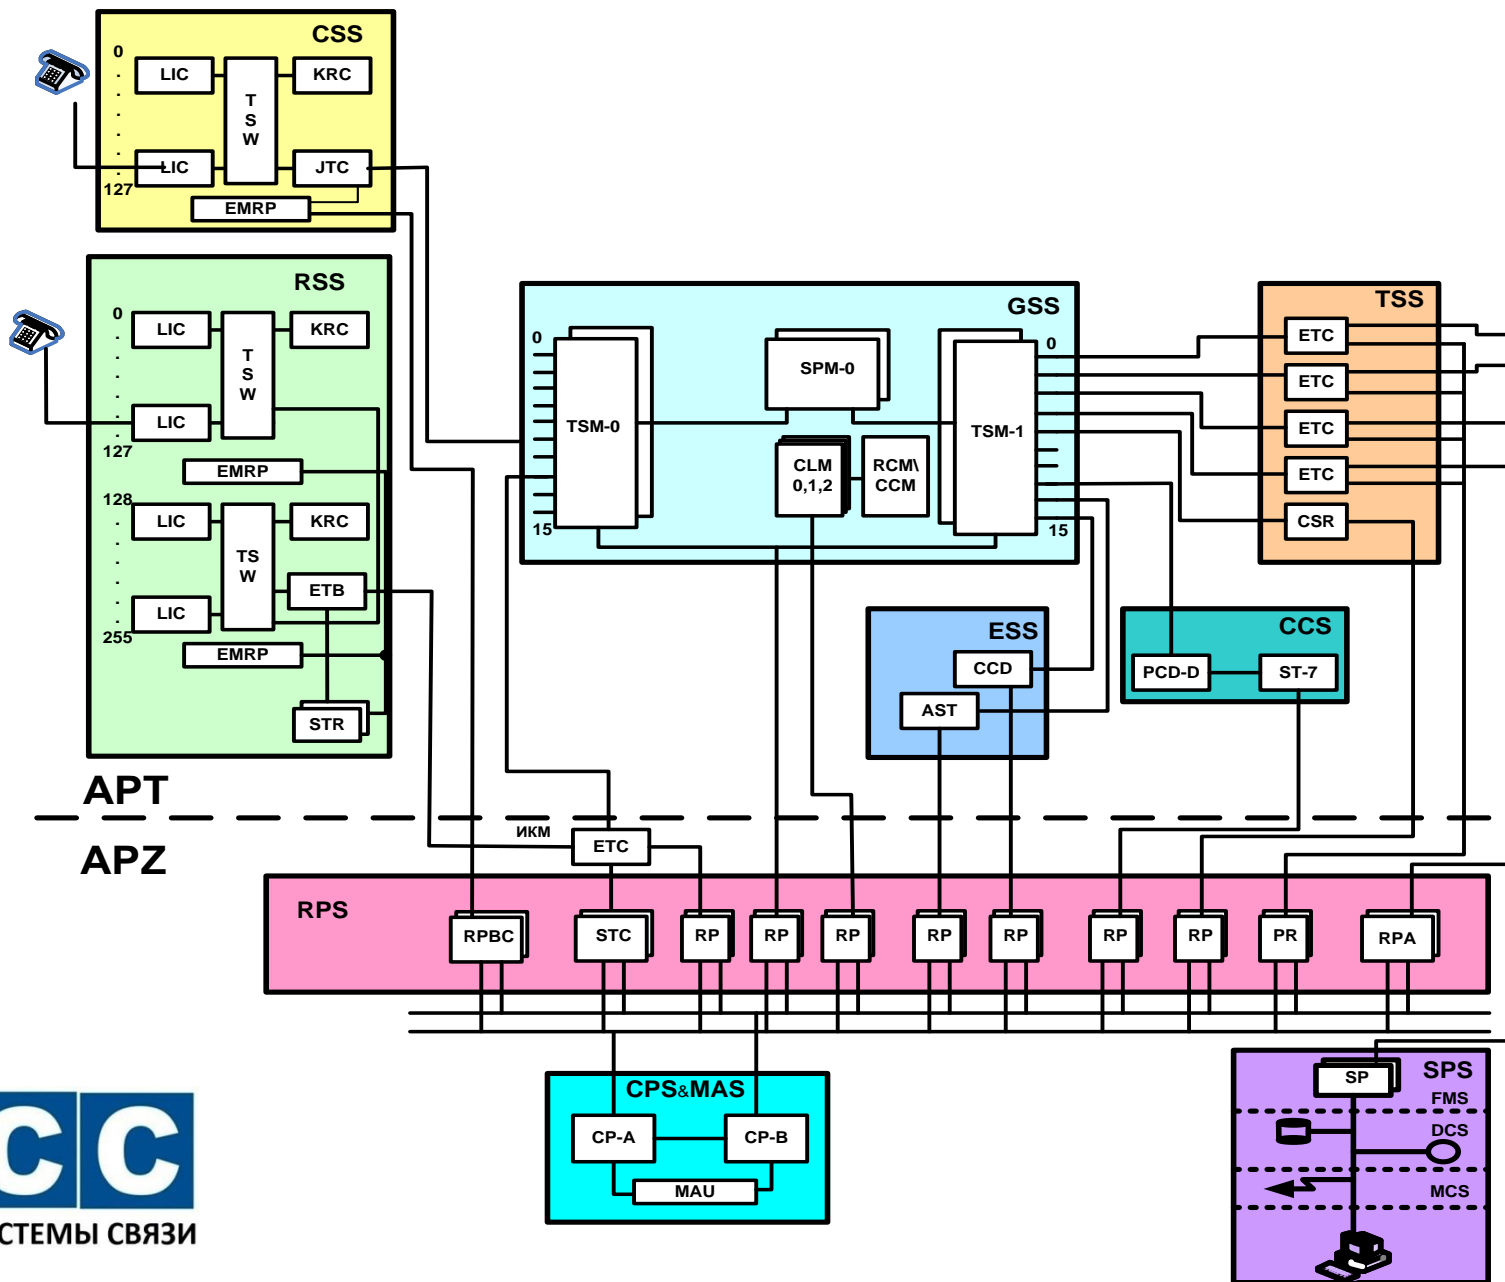 CSS
0
LIC
TSW
KRC
LIC
JTC
127
EMRP
RSS
0
LIC
TSW
KRC
LIC
127
EMRP
128
LIC
KRC
TS
W
ETB
LIC
255
EMRP
STR
GSS
0
TSM-0
15
SPM-0
CLM
0,1,2
RCM\
CCM
TSM-1
0
15
TSS
ETC
ETC
ETC
ETC
CSR
ESS
CCD
AST
CCS
PCD-D
ST-7
APT
APZ
ИКМ
ETC
RPS
RPBC
STC
RP
RP
RP
RP
RP
RP
RP
PR
RPA
CPS&MAS
CP-A
CP-B
MAU
SPS
SP
FMS
DCS
MCS
СС
СТЕМЫ СВЯЗИ